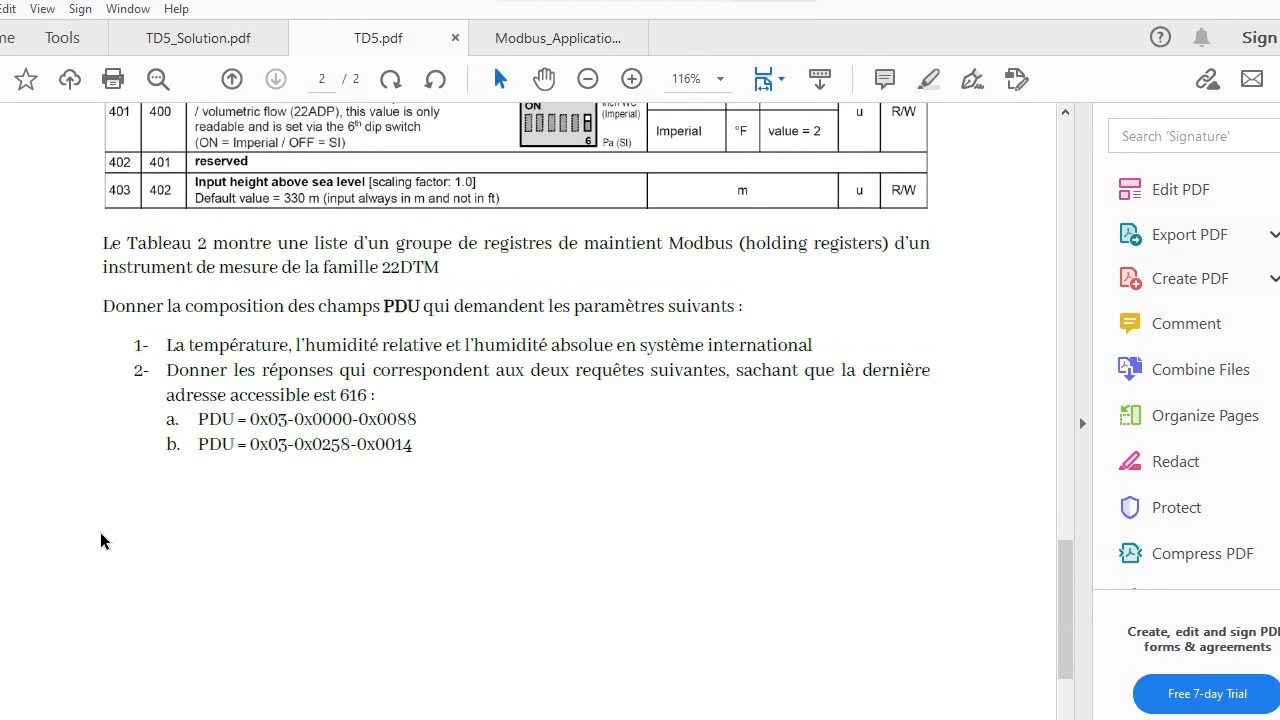 Edit View Sign Window Help
me Tools TD5_Solution.pdf TD5.pdf × Modbus_Applicatio... Sign
2 / 2 116%
401 400 / volumetric flow (22ADP), this value is only
readable and is set via the 6th dip switch
(ON = Imperial / OFF = SI)
ON
6
(Imperial)
Pa (SI)
Imperial °F value = 2 u R/W
402 401 reserved
403 402 Input height above sea level [scaling factor: 1.0]
Default value = 330 m (input always in m and not in ft)
m u R/W
Le Tableau 2 montre une liste d'un groupe de registres de maintient Modbus (holding registers) d'un
instrument de mesure de la famille 22DTM
Donner la composition des champs PDU qui demandent les paramètres suivants :
1- La température, l'humidité relative et l'humidité absolue en système international
2- Donner les réponses qui correspondent aux deux requêtes suivantes, sachant que la dernière
adresse accessible est 616 :
a. PDU = 0x03-0x0000-0x0088
b. PDU = 0x03-0x0258-0x0014
Search 'Signature'
Edit PDF
Export PDF
Create PDF
Comment
Combine Files
Organize Pages
Redact
Protect
Compress PDF
Create, edit and sign PD
forms & agreements
Free 7-day Trial